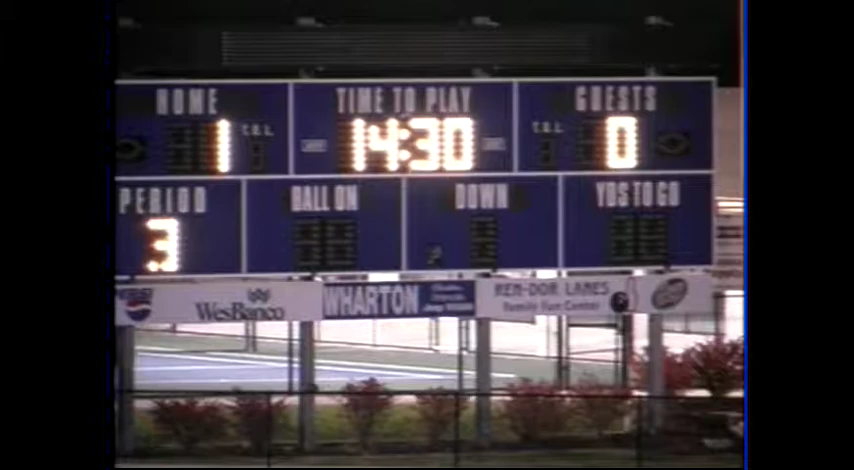 HOME TIME TO PLAY GUESTS
1 T.O.L 14:30 T.O.L 0
PERIOD BALL ON DOWN YDS TO GO
3
WesBanco WHARTON KEN-DOR LANES
Family Fun Center